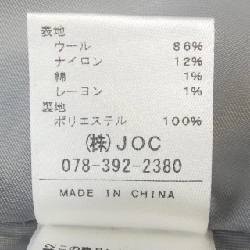 表地
ウール 86%
ナイロン 12%
綿 1%
レーヨン 1%
裏地
ポリエステル 100%
(株)JOC
078-392-2380
MADE IN CHINA